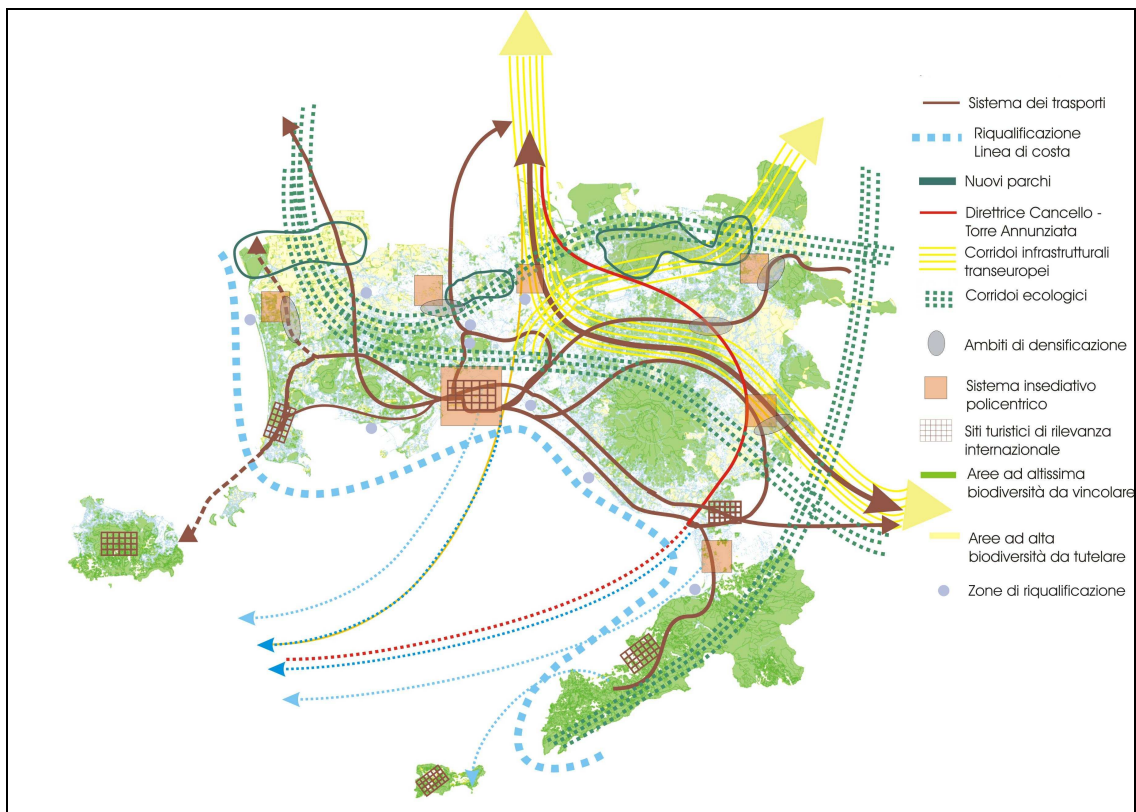 Sistema dei trasporti
Riqualificazione
Linea di costa
Nuovi parchi
Direttrice Cancello -
Torre Annunziata
Corridoi infrastrutturali
transeuropei
Corridoi ecologici
Ambiti di densificazione
Sistema insediativo
policentrico
Siti turistici di rilevanza
internazionale
Aree ad altissima
biodiversità da vincolare
Aree ad alta
biodiversità da tutelare
Zone di riqualificazione